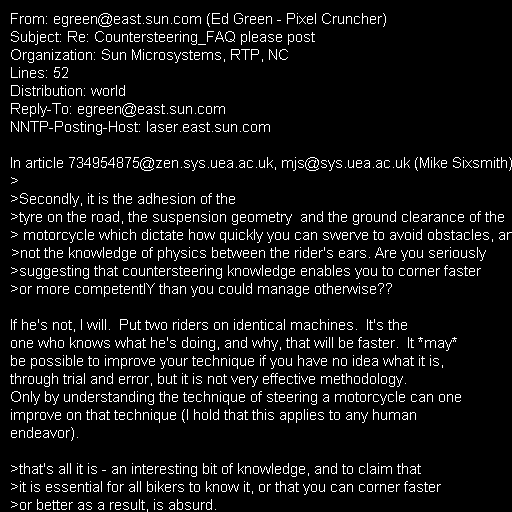 From: egreen@east.sun.com (Ed Green - Pixel Cruncher)
Subject: Re: Countersteering_FAQ please post
Organization: Sun Microsystems, RTP, NC
Lines: 52
Distribution: world
Reply-To: egreen@east.sun.com
NNTP-Posting-Host: laser.east.sun.com

In article 734954875@zen.sys.uea.ac.uk, mjs@sys.uea.ac.uk (Mike Sixsmith)
>
>Secondly, it is the adhesion of the
>tyre on the road, the suspension geometry  and the ground clearance of the
> motorcycle which dictate how quickly you can swerve to avoid obstacles, an
>not the knowledge of physics between the rider's ears. Are you seriously
>suggesting that countersteering knowledge enables you to corner faster
>or more competentlY than you could manage otherwise??

If he's not, I will.  Put two riders on identical machines.  It's the
one who knows what he's doing, and why, that will be faster.  It *may*
be possible to improve your technique if you have no idea what it is,
through trial and error, but it is not very effective methodology.
Only by understanding the technique of steering a motorcycle can one
improve on that technique (I hold that this applies to any human
endeavor).

>that's all it is - an interesting bit of knowledge, and to claim that
>it is essential for all bikers to know it, or that you can corner faster
>or better as a result, is absurd.